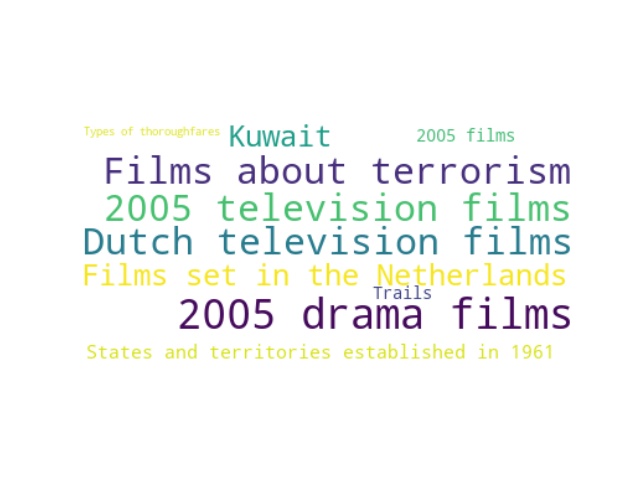 Types of thoroughfares Kuwait 2005 films
Films about terrorism
2005 television films
Dutch television films
Films set in the Netherlands
Trails
2005 drama films
States and territories established in 1961